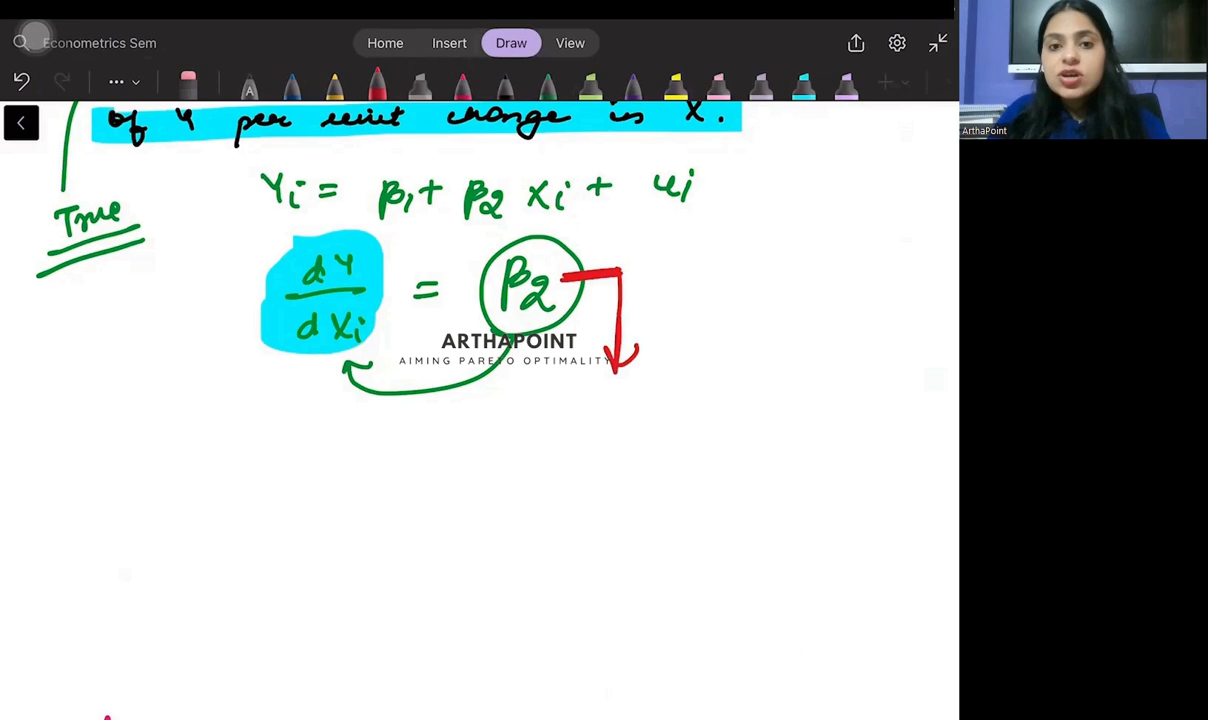 Econometrics Sem
Home Insert Draw View
A
of Y per unit change in X.
Yi = β1 + β2 Xi + ui
True
dY
dXi
= β2
ARTHAPOINT
AIMING PARETO OPTIMALITY
ArthaPoint